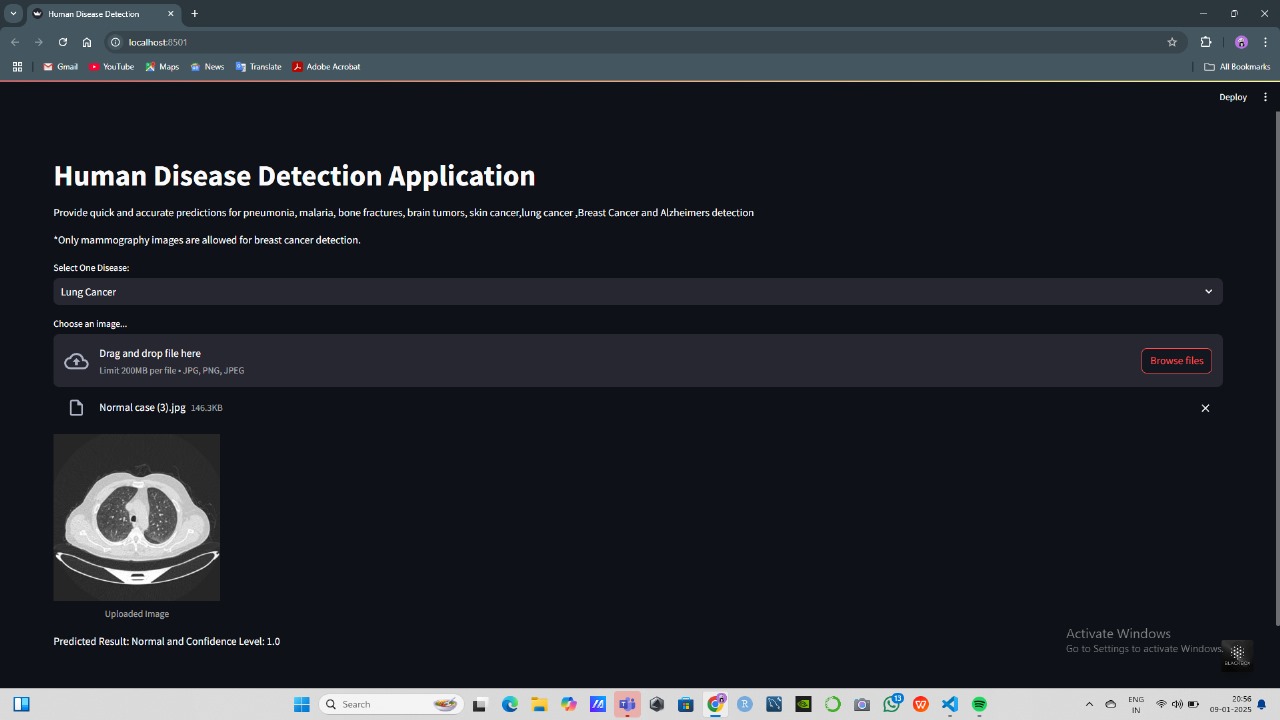 Human Disease Detection
localhost:8501
Gmail YouTube Maps News Translate Adobe Acrobat All Bookmarks
Deploy
Human Disease Detection Application
Provide quick and accurate predictions for pneumonia, malaria, bone fractures, brain tumors, skin cancer,lung cancer ,Breast Cancer and Alzheimers detection
*Only mammography images are allowed for breast cancer detection.
Select One Disease:
Lung Cancer
Choose an image...
Drag and drop file here
Limit 200MB per file • JPG, PNG, JPEG
Browse files
Normal case (3).jpg 146.3KB
Uploaded Image
Predicted Result: Normal and Confidence Level: 1.0
Activate Windows
Go to Settings to activate Windows.
BLACKBOX
Search
13
ENG
IN
20:56
09-01-2025